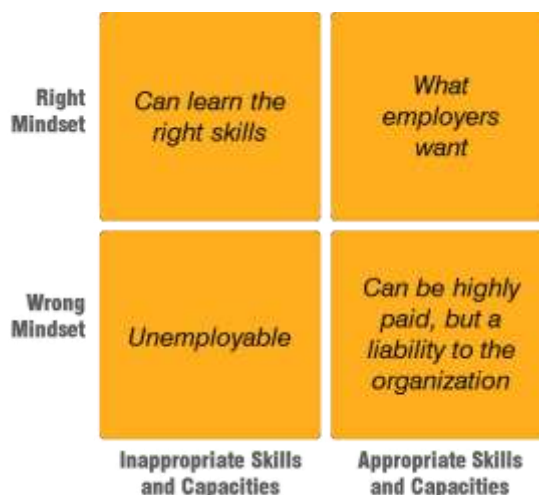 Right
Mindset
Can learn the
right skills
What
employers
want
Wrong
Mindset
Unemployable
Can be highly
paid, but a
liability to the
organization
Inappropriate Skills
and Capacities
Appropriate Skills
and Capacities